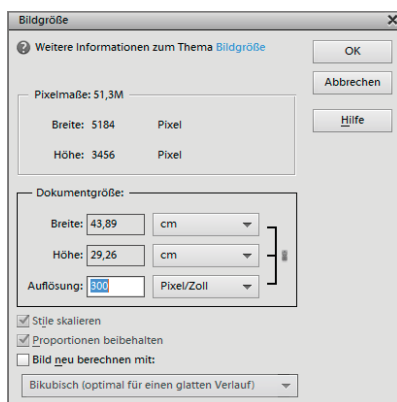 Bildgröße
Weitere Informationen zum Thema Bildgröße
OK
Abbrechen
Hilfe
Pixelmaße: 51,3M
Breite: 5184 Pixel
Höhe: 3456 Pixel
Dokumentgröße:
Breite: 43,89 cm
Höhe: 29,26 cm
Auflösung: 300 Pixel/Zoll
Stile skalieren
Proportionen beibehalten
Bild neu berechnen mit:
Bikubisch (optimal für einen glatten Verlauf)